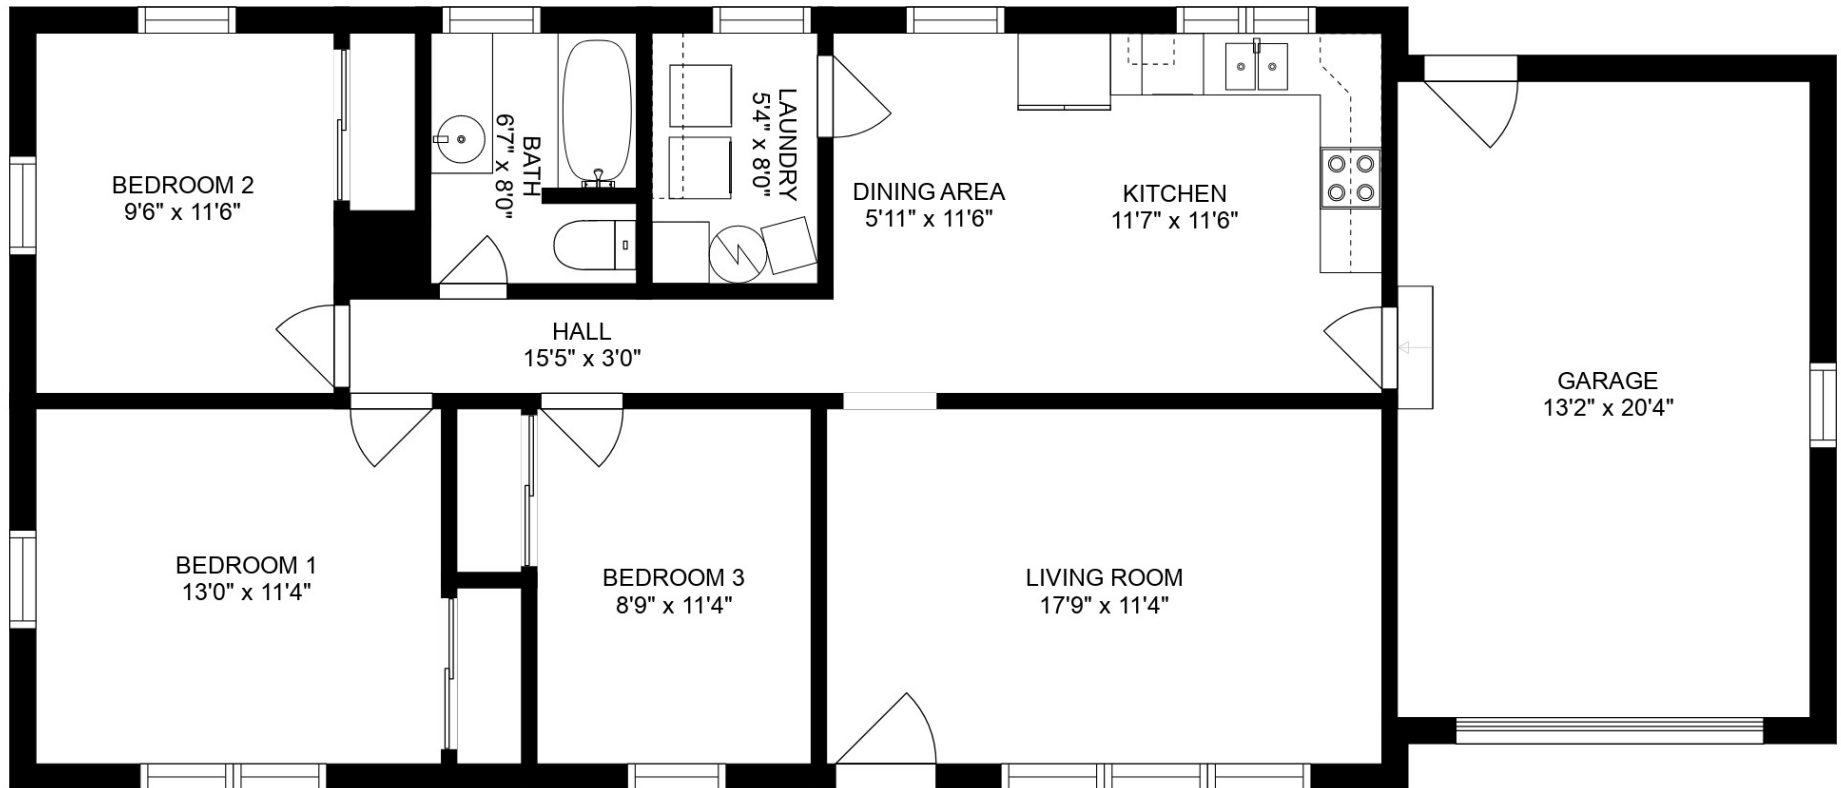 BEDROOM 2
9'6" x 11'6"
BATH
6'7" x 8'0"
LAUNDRY
5'4" x 8'0"
DINING AREA
5'11" x 11'6"
KITCHEN
11'7" x 11'6"
HALL
15'5" x 3'0"
GARAGE
13'2" x 20'4"
BEDROOM 1
13'0" x 11'4"
BEDROOM 3
8'9" x 11'4"
LIVING ROOM
17'9" x 11'4"